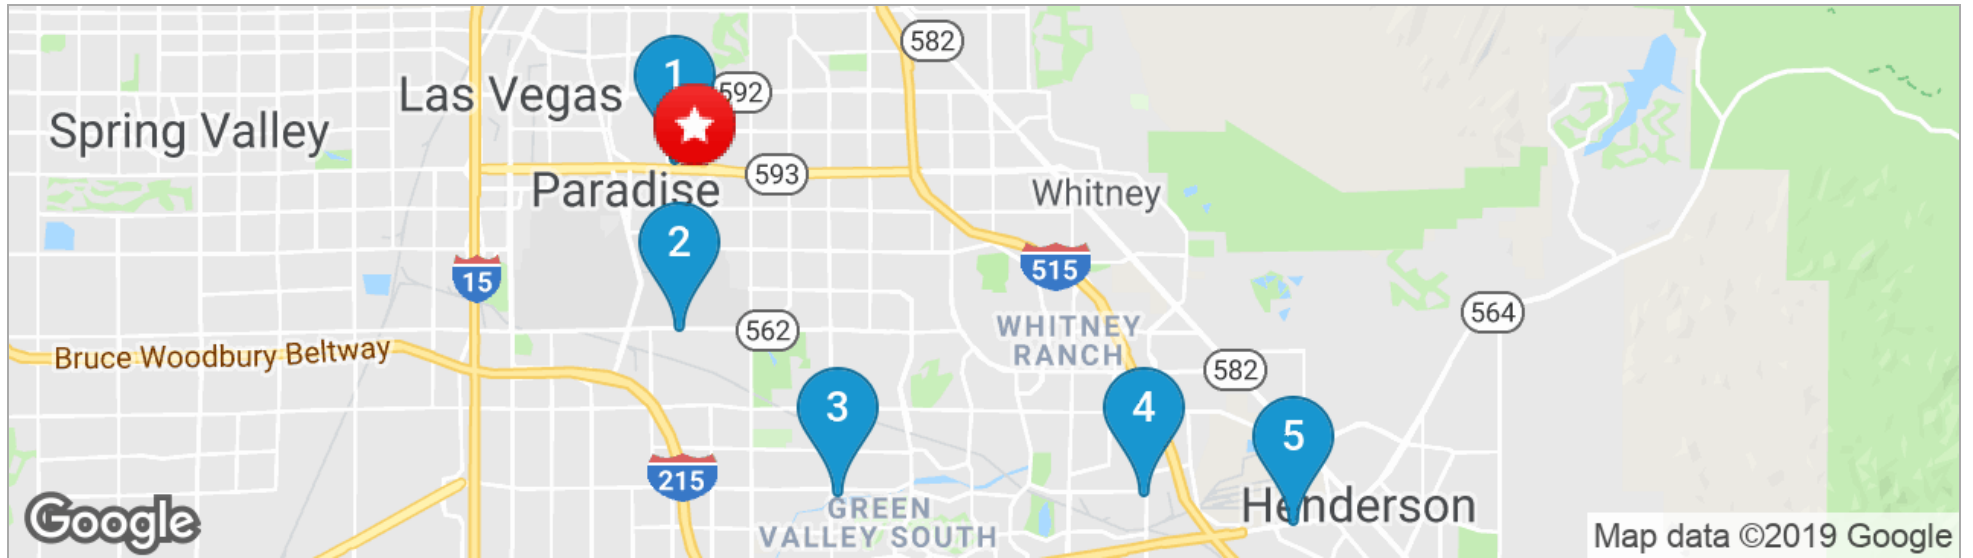 582
1
592
Las Vegas
Spring Valley
593
Paradise
Whitney
2
515
15
WHITNEY
RANCH
562
564
Bruce Woodbury Beltway
582
3
4
5
215
Henderson
GREEN
VALLEY SOUTH
Google
Map data ©2019 Google